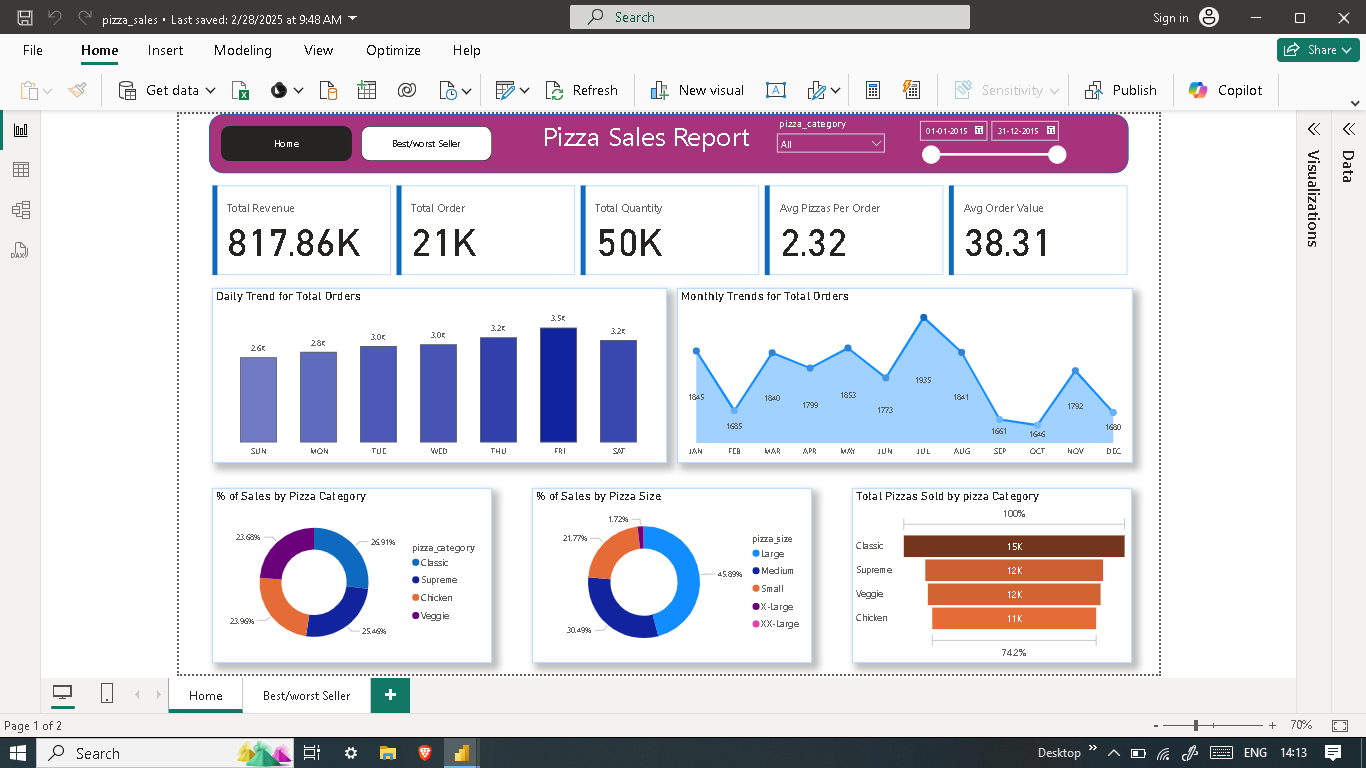 pizza_sales • Last saved: 2/28/2025 at 9:48 AM
Search
Sign in
File Home Insert Modeling View Optimize Help
Share
Get data
Refresh
New visual
A
Sensitivity
Publish
Copilot
DAX
Home
Best/worst Seller
Pizza Sales Report
pizza_category
All
01-01-2015
31-12-2015
Visualizations
Data
Total Revenue
817.86K
Total Order
21K
Total Quantity
50K
Avg Pizzas Per Order
2.32
Avg Order Value
38.31
Daily Trend for Total Orders
2.6K 2.8K 3.0K 3.0K 3.2K 3.5K 3.2K
SUN MON TUE WED THU FRI SAT
Monthly Trends for Total Orders
1845 1685 1840 1799 1853 1773 1935 1841 1661 1646 1792 1680
JAN FEB MAR APR MAY JUN JUL AUG SEP OCT NOV DEC
% of Sales by Pizza Category
23.68%
26.91%
23.96%
25.46%
pizza_category
Classic
Supreme
Chicken
Veggie
% of Sales by Pizza Size
1.72%
21.77%
45.89%
30.49%
pizza_size
Large
Medium
Small
X-Large
XX-Large
Total Pizzas Sold by pizza Category
100%
Classic 15K
Supreme 12K
Veggie 12K
Chicken 11K
74.2%
Home
Best/worst Seller
+
Page 1 of 2
- + 70%
Search
Desktop
ENG
14:13